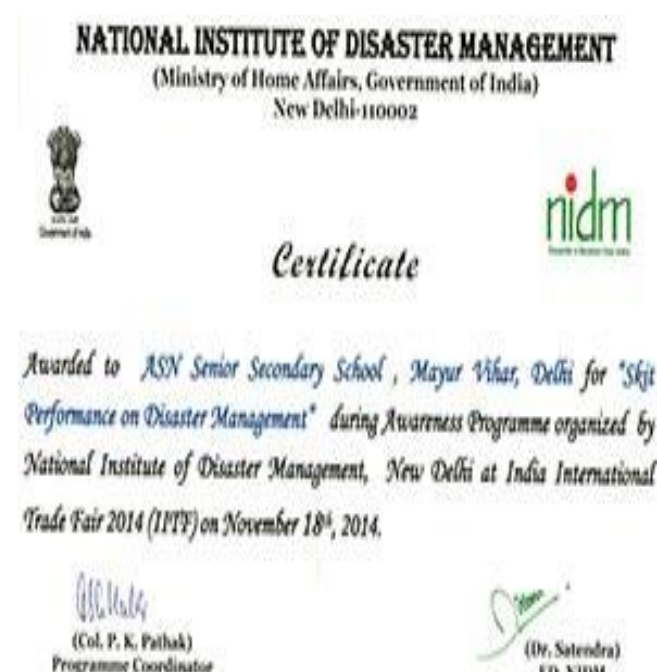 NATIONAL INSTITUTE OF DISASTER MANAGEMENT
(Ministry of Home Affairs, Government of India)
New Delhi-110002
Government of India
nidm
Certificate
Awarded to ASN Senior Secondary School , Mayur Vihar, Delhi for "Skit
Performance on Disaster Management" during Awareness Programme organized by
National Institute of Disaster Management, New Delhi at India International
Trade Fair 2014 (IITF) on November 18th, 2014.
(Col. P. K. Pathak)
Programme Coordinator
(Dr. Satendra)
ED, NIDM